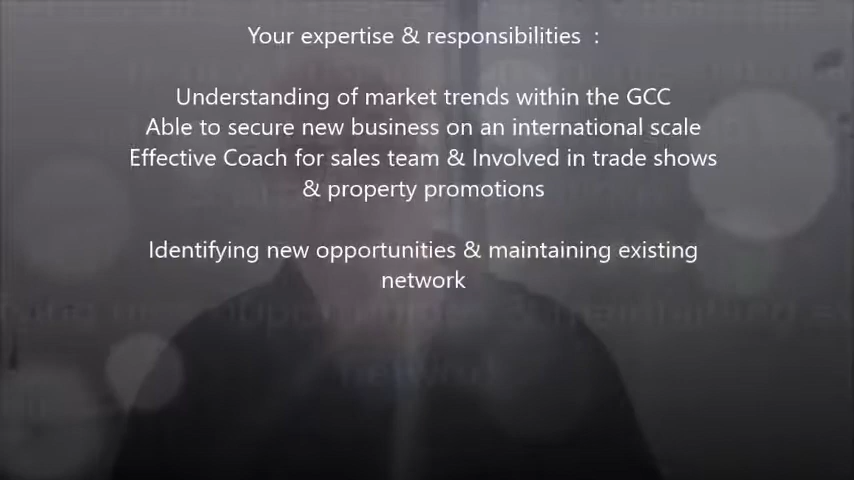 Your expertise & responsibilities :
Understanding of market trends within the GCC
Able to secure new business on an international scale
Effective Coach for sales team & Involved in trade shows
& property promotions
Identifying new opportunities & maintaining existing
network